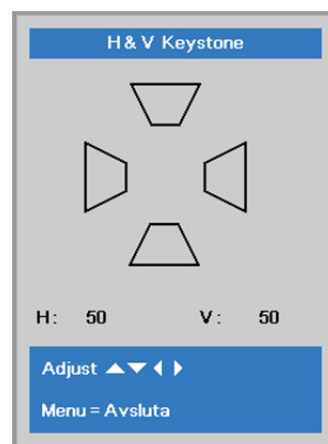 H & V Keystone
H: 50 V: 50
Adjust ▲▼◀▶
Menu = Avsluta